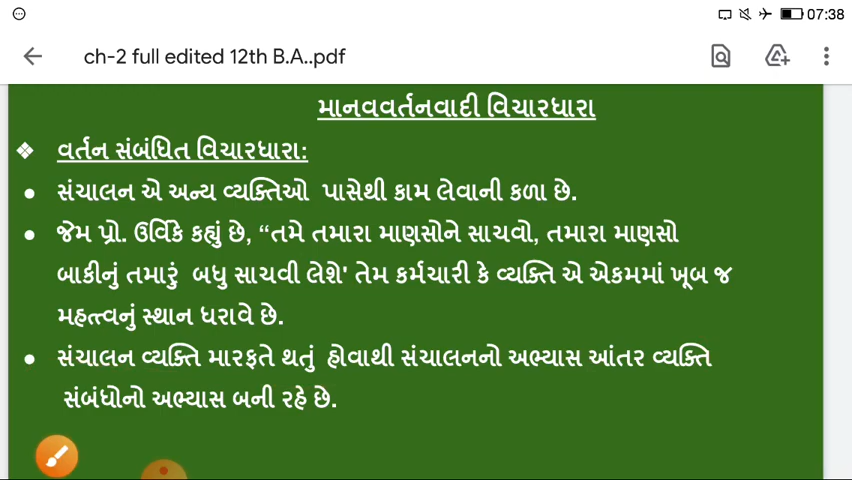 07:38
ch-2 full edited 12th B.A..pdf
માનવવર્તનવાદી વિચારધારા
❖ વર્તન સંબંધિત વિચારધારા:
• સંચાલન એ અન્ય વ્યક્તિઓ પાસેથી કામ લેવાની કળા છે.
• જેમ પ્રો. ઉર્વિકે કહ્યું છે, “તમે તમારા માણસોને સાચવો, તમારા માણસો
બાકીનું તમારું બધુ સાચવી લેશે' તેમ કર્મચારી કે વ્યક્તિ એ એકમમાં ખૂબ જ
મહત્ત્વનું સ્થાન ધરાવે છે.
• સંચાલન વ્યક્તિ મારફતે થતું હોવાથી સંચાલનનો અભ્યાસ આંતર વ્યક્તિ
સંબંધોનો અભ્યાસ બની રહે છે.